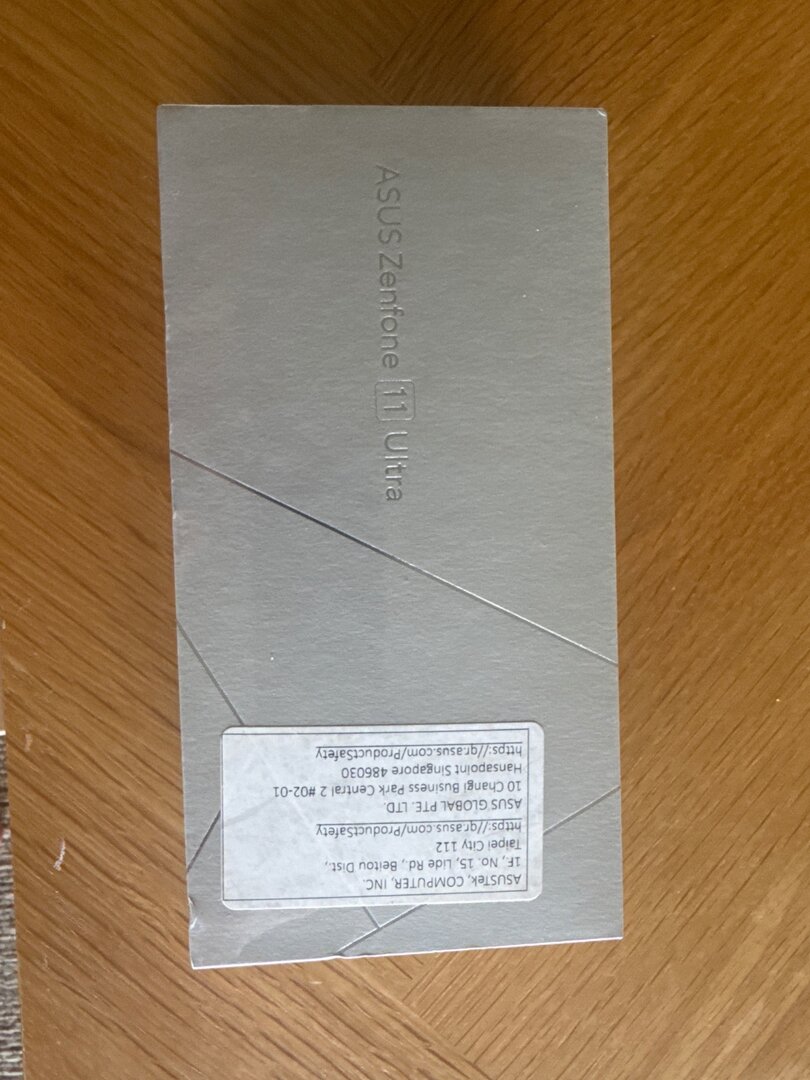 ASUS Zenfone 11 Ultra
ASUSTek, COMPUTER, INC.
1F, No. 15, Lide Rd., Beitou Dist.,
Taipei City 112
https://qr.asus.com/ProductSafety
ASUS GLOBAL PTE. LTD.
10 Changi Business Park Central 2 #02-01
Hansapoint Singapore 486030
https://qr.asus.com/ProductSafety